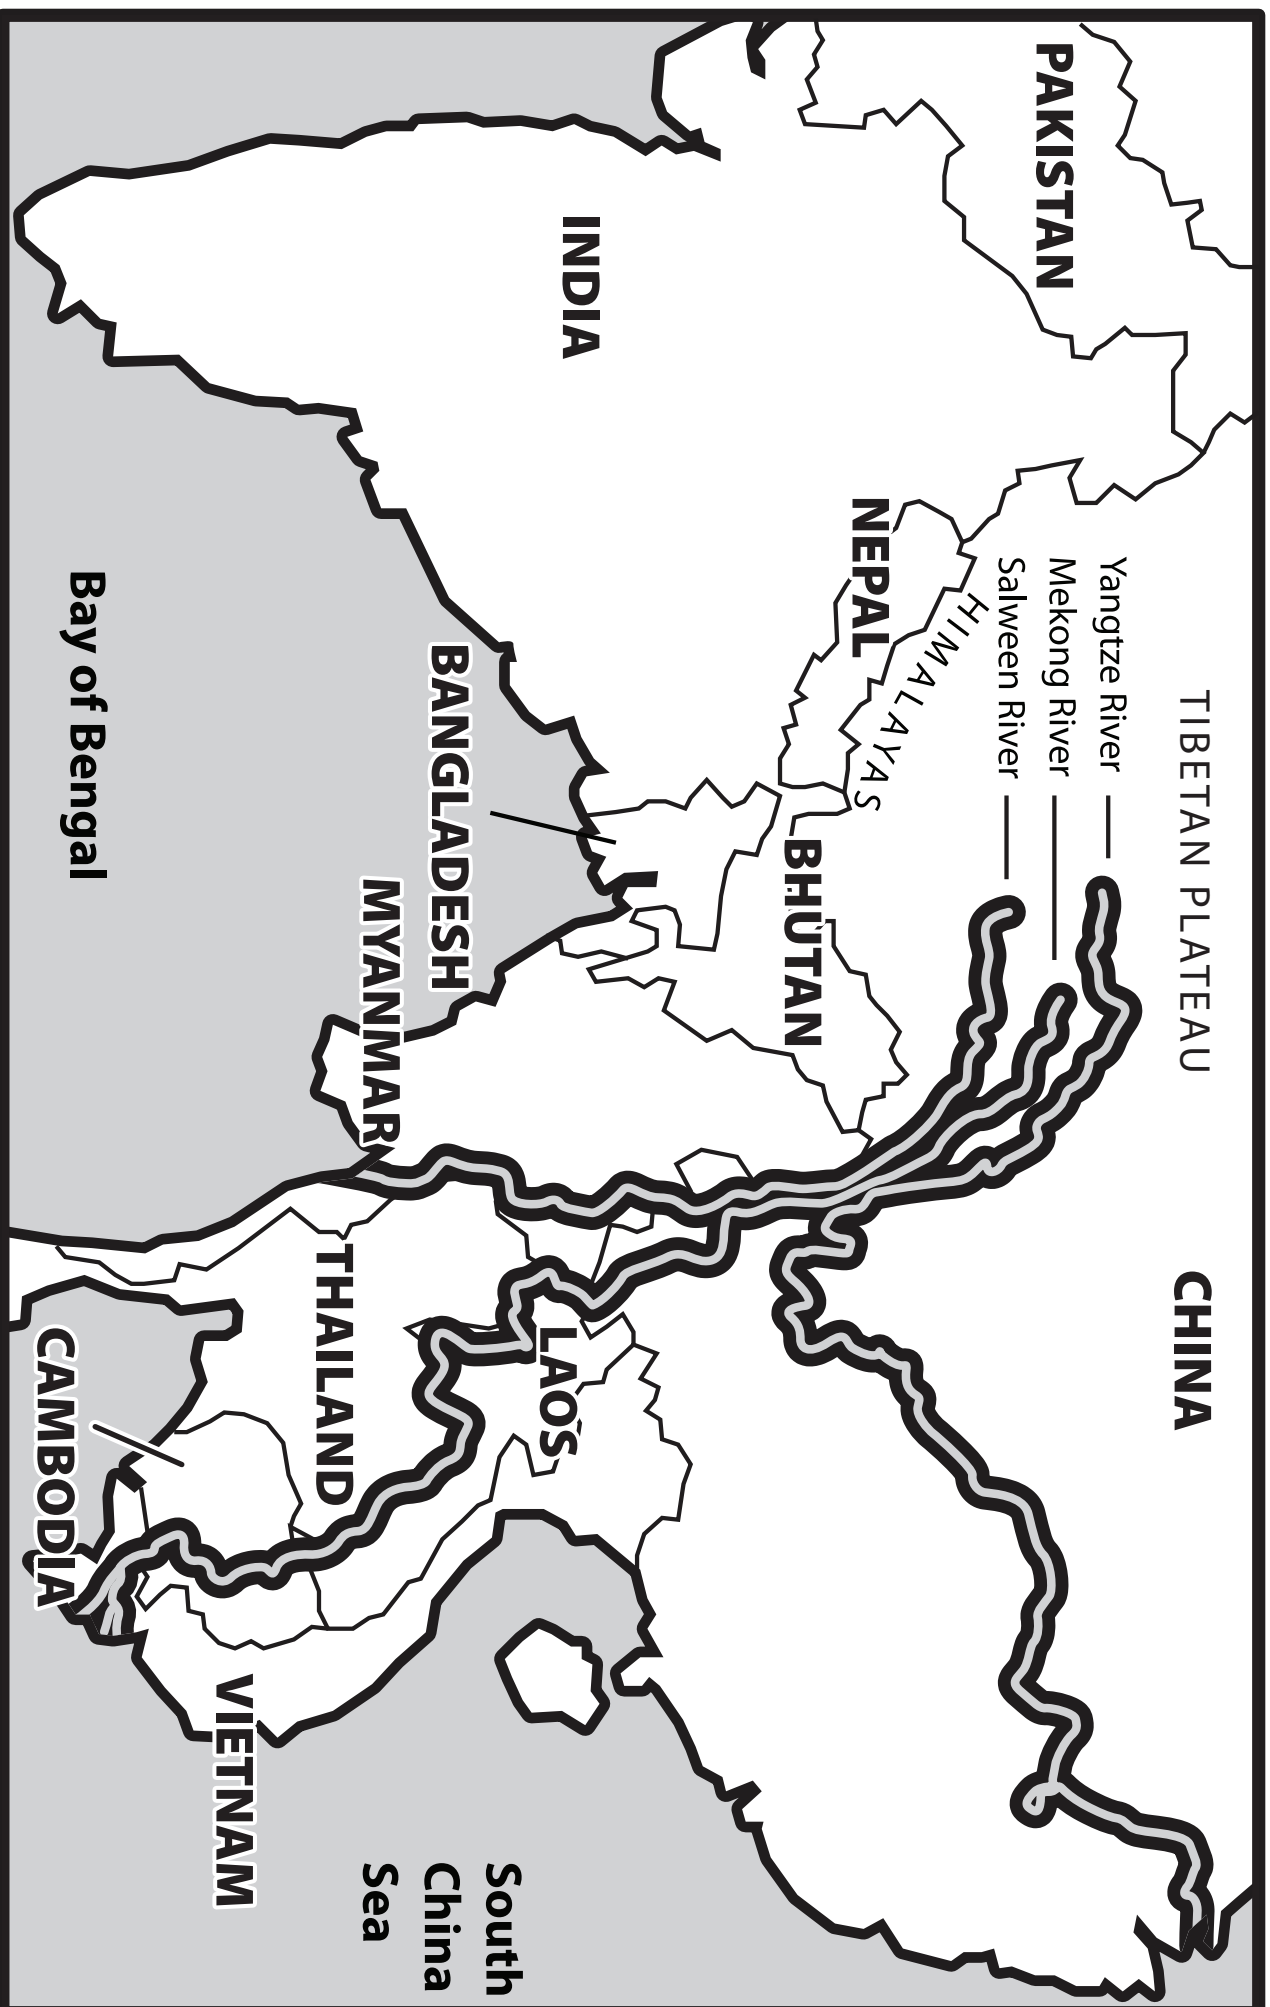 PAKISTAN
TIBETAN PLATEAU
CHINA
Yangtze River
Mekong River
Salween River
HIMALAYAS
NEPAL
BHUTAN
INDIA
BANGLADESH
MYANMAR
LAOS
THAILAND
VIETNAM
CAMBODIA
South
China
Sea
Bay of Bengal